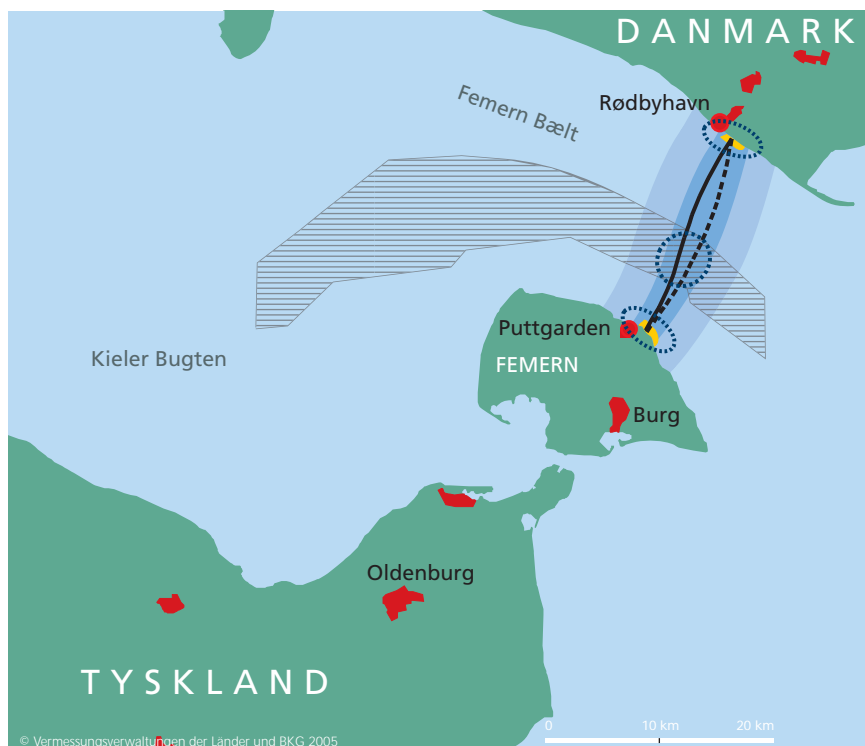 DANMARK
Rødbyhavn
Femern Bælt
Puttgarden
Kieler Bugten
FEMERN
Burg
Oldenburg
TYSKLAND
0 10 km 20 km
© Vermessungsverwaltungen der Länder und BKG 2005